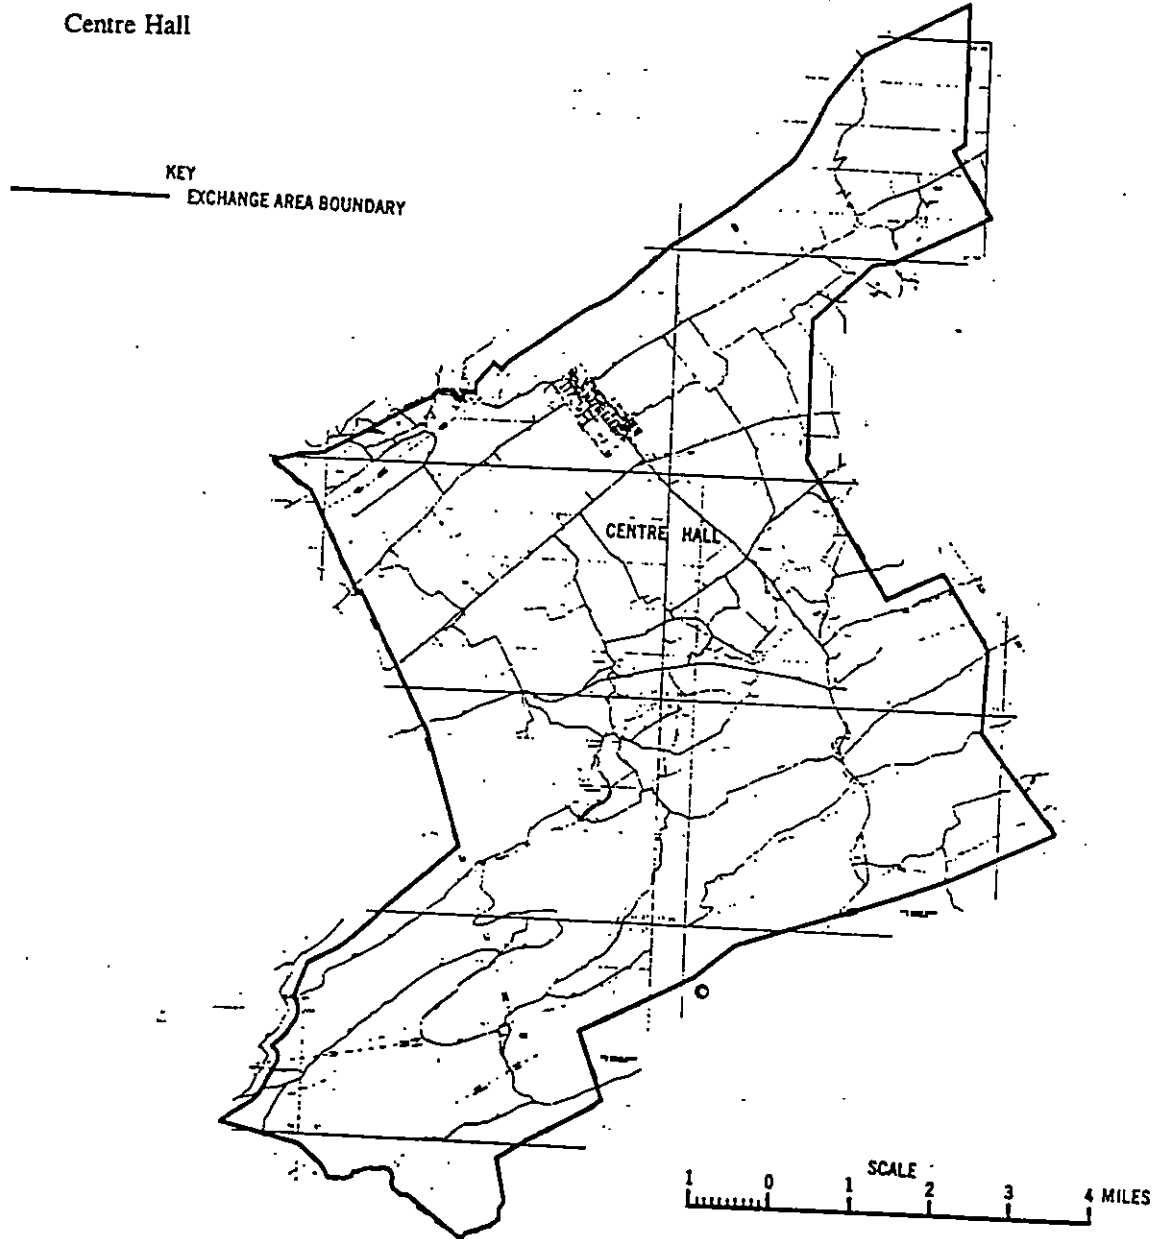 Centre Hall
KEY
EXCHANGE AREA BOUNDARY
CENTRE HALL
SCALE
1 0 1 2 3 4 MILES